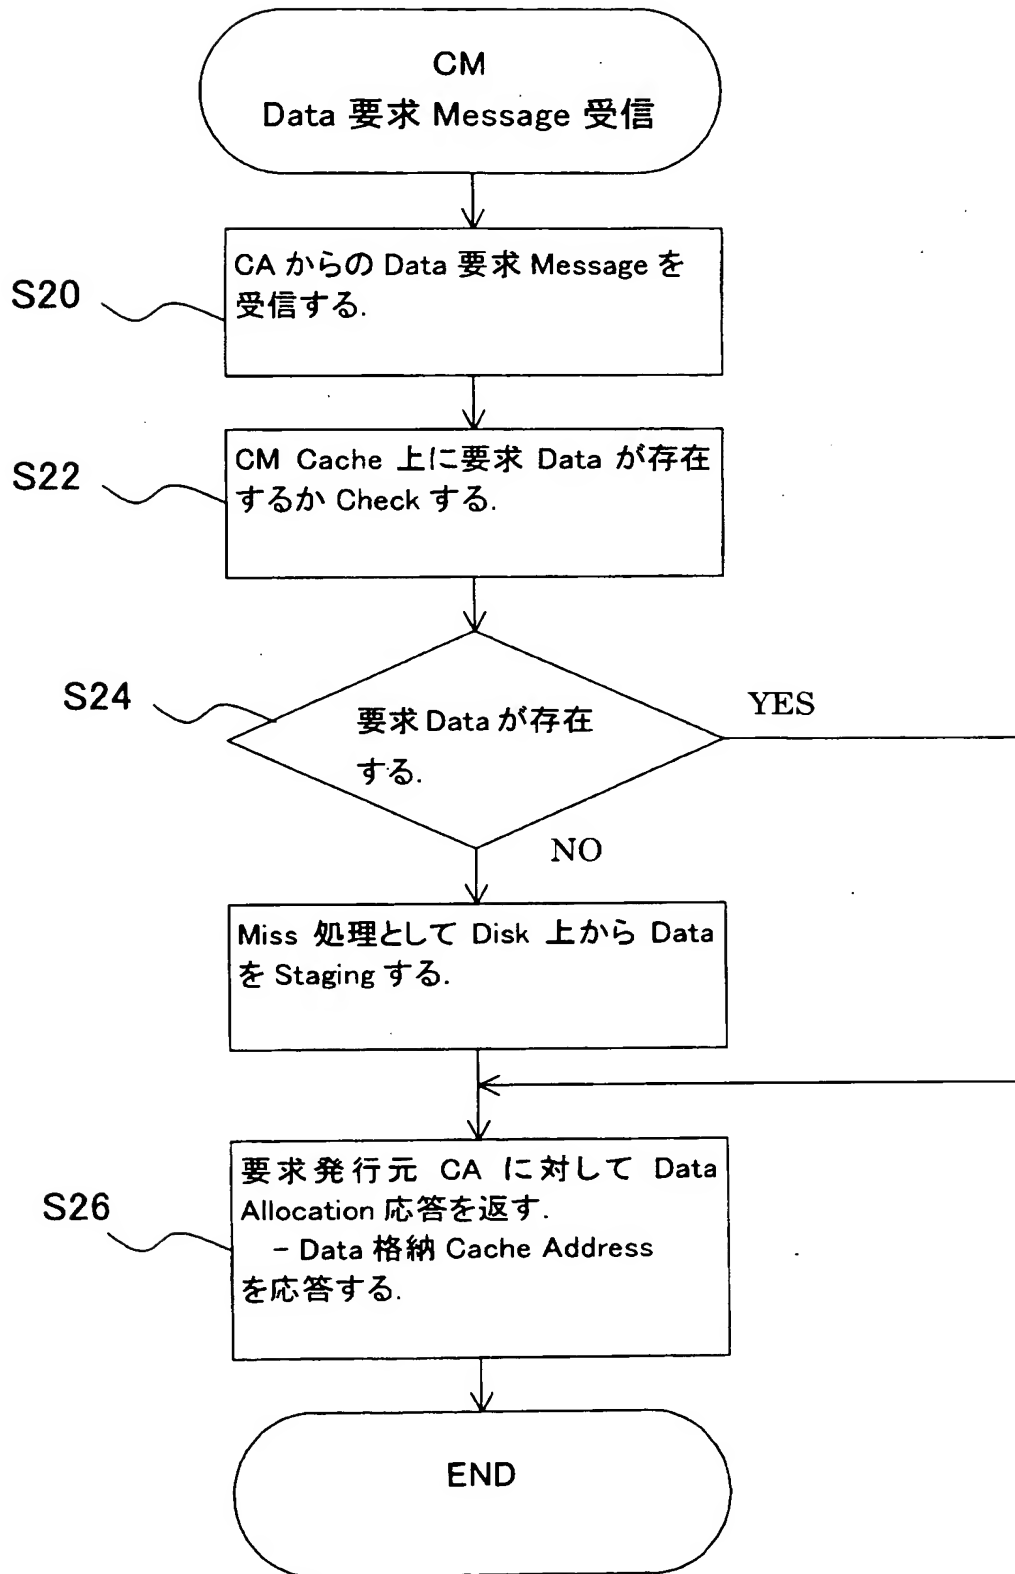 CM
Data 要求 Message 受信
CA からの Data 要求 Message を
受信する.
S20
CM Cache 上に要求 Data が存在
するか Check する.
S22
S24
要求 Data が存在
する.
YES
NO
Miss 処理として Disk 上から Data
を Staging する.
要求発行元 CA に対して Data
Allocation 応答を返す.
- Data 格納 Cache Address
を応答する.
S26
END